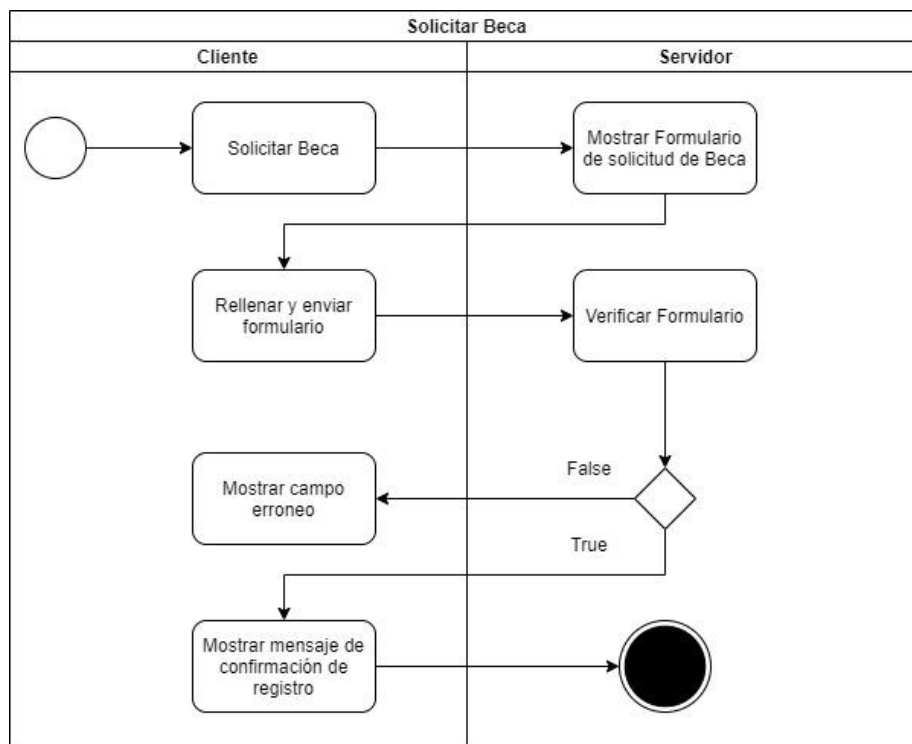 Solicitar Beca
Cliente
Servidor
Solicitar Beca
Mostrar Formulario
de solicitud de Beca
Rellenar y enviar
formulario
Verificar Formulario
False
Mostrar campo
erroneo
True
Mostrar mensaje de
confirmación de
registro